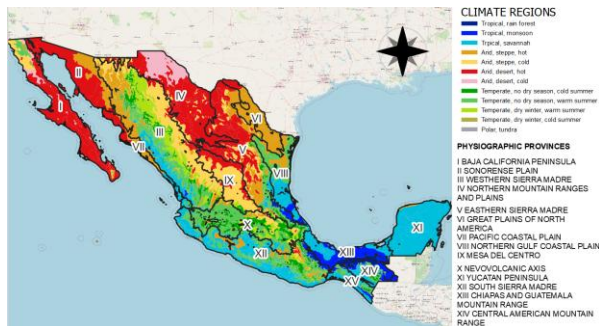 CLIMATE REGIONS
Tropical, rain forest
Tropical, monsoon
Trpical, savannah
Arid, steppe, hot
Arid, steppe, cold
Arid, desert, hot
Arid, desert, cold
Temperate, no dry season, cold summer
Temperate, no dry season, warm summer
Temperate, dry winter, warm summer
Temperate, dry winter, cold summer
Polar, tundra
PHYSIOGRAPHIC PROVINCES
I BAJA CALIFORNIA PENINSULA
II SONORENSE PLAIN
III WESTHERN SIERRA MADRE
IV NORTHERN MOUNTAIN RANGES
AND PLAINS
V EASTHERN SIERRA MADRE
VI GREAT PLAINS OF NORTH
AMERICA
VII PACIFIC COASTAL PLAIN
VIII NORTHERN GULF COASTAL PLAIN
IX MESA DEL CENTRO
X NEVOVOLCANIC AXIS
XI YUCATAN PENINSULA
XII SOUTH SIERRA MADRE
XIII CHIAPAS AND GUATEMALA
MOUNTAIN RANGE
XIV CENTRAL AMERICAN MOUNTAIN
RANGE
I
II
III
IV
V
VI
VII
VIII
IX
X
XI
XII
XIII
XIV
XV